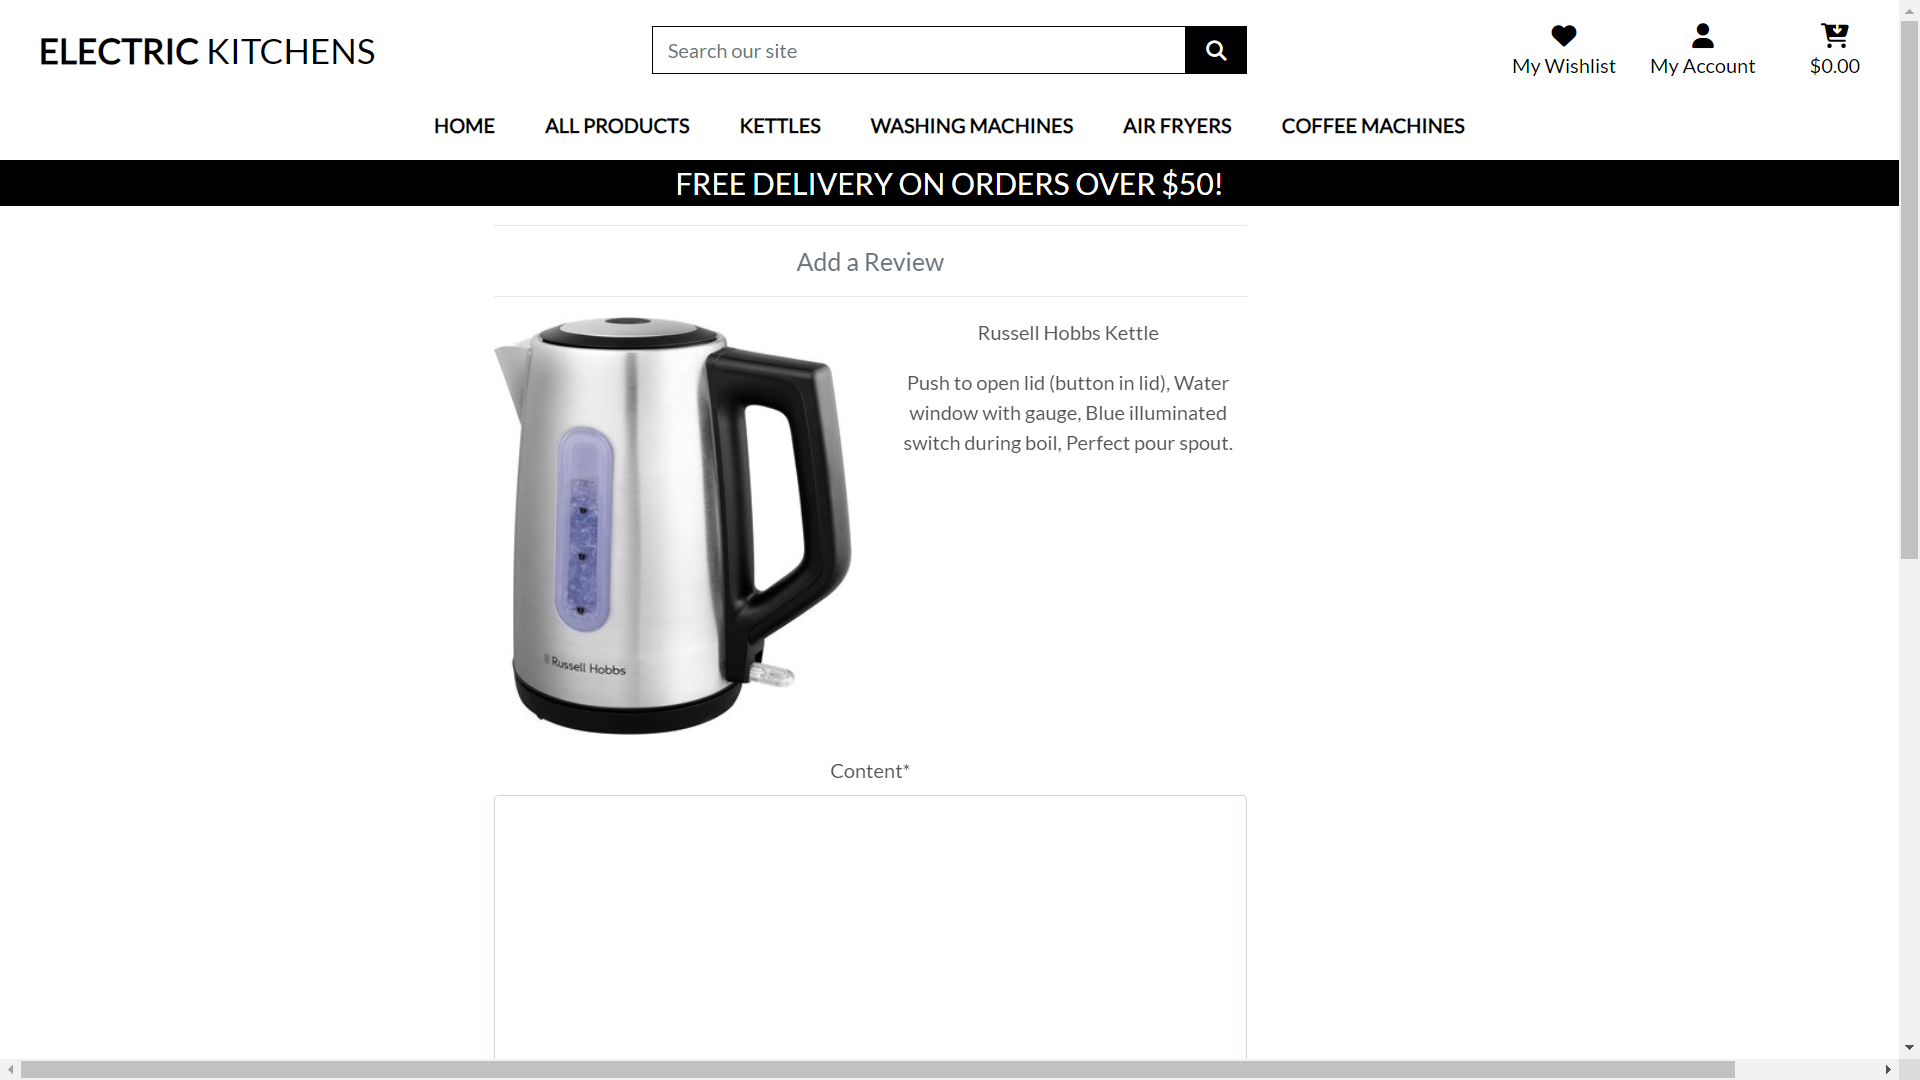 ELECTRIC KITCHENS
Search our site
My Wishlist
My Account
$0.00
HOME
ALL PRODUCTS
KETTLES
WASHING MACHINES
AIR FRYERS
COFFEE MACHINES
FREE DELIVERY ON ORDERS OVER $50!
Add a Review
Russell Hobbs Kettle
Push to open lid (button in lid), Water
window with gauge, Blue illuminated
switch during boil, Perfect pour spout.
Russell Hobbs
Content*